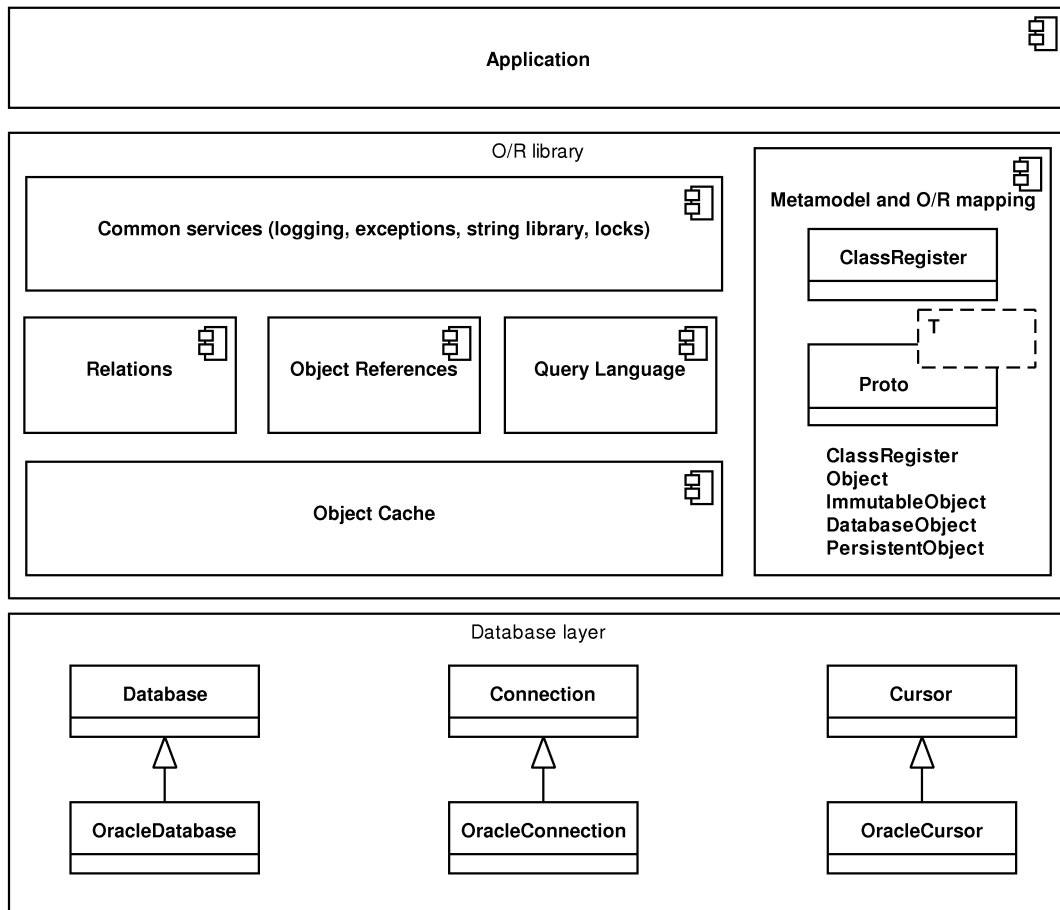 Application
O/R library
Common services (logging, exceptions, string library, locks)
Relations
Object References
Query Language
Object Cache
Metamodel and O/R mapping
ClassRegister
T
Proto
ClassRegister
Object
ImmutableObject
DatabaseObject
PersistentObject
Database layer
Database
Connection
Cursor
OracleDatabase
OracleConnection
OracleCursor